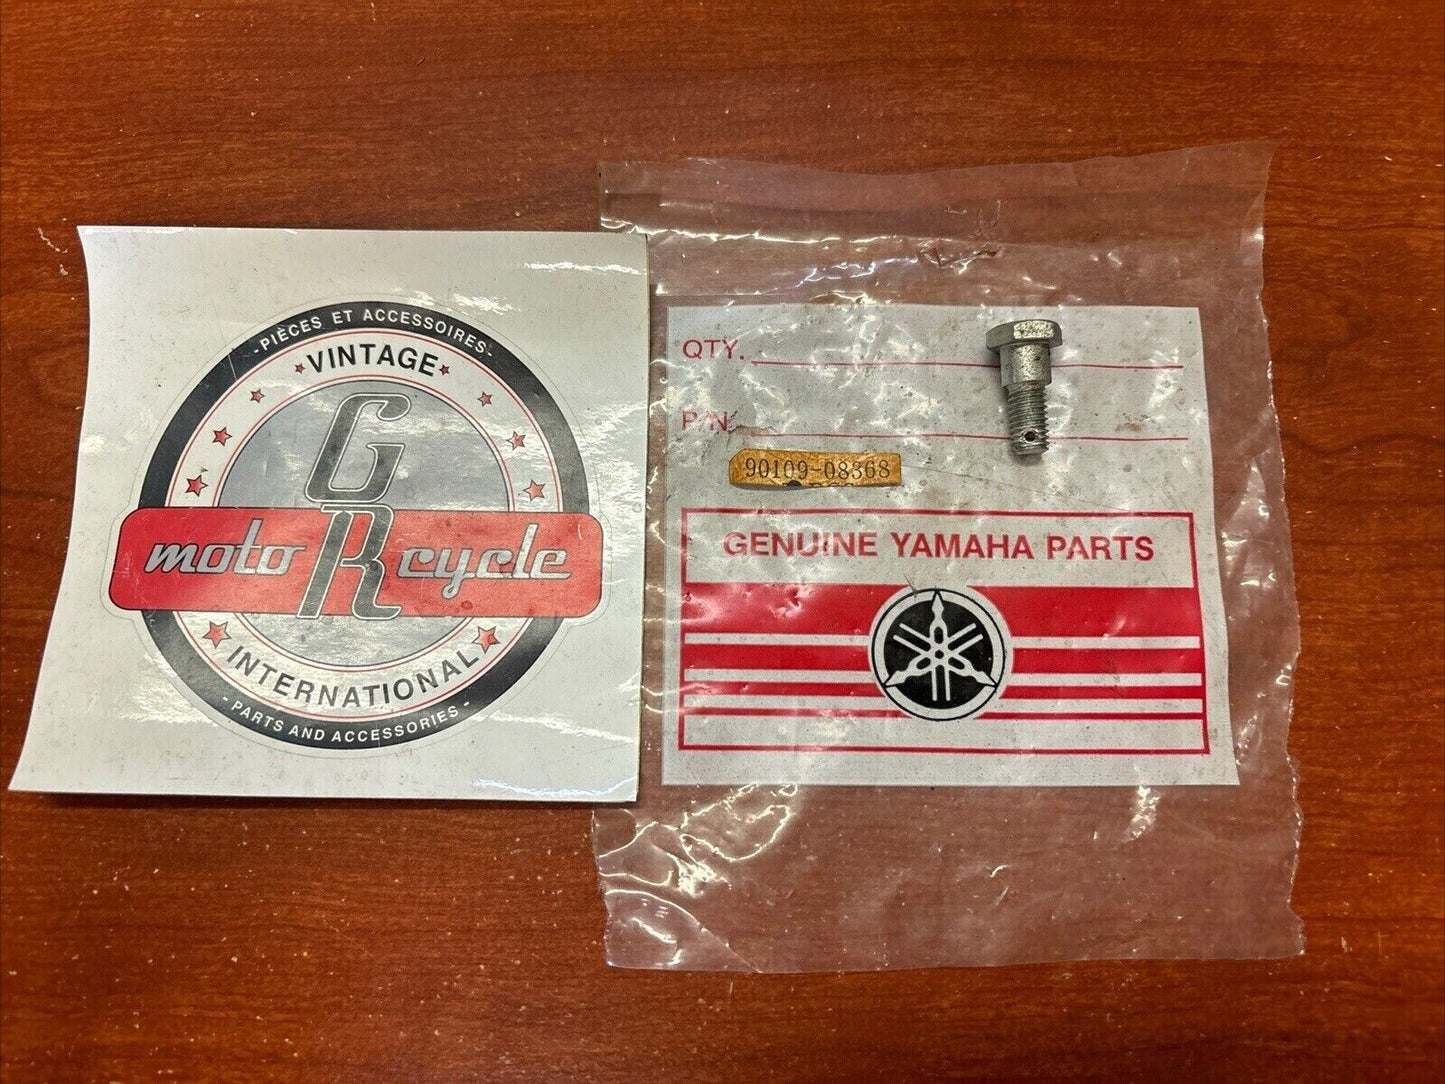 -PIÈCES ET ACCESSOIRES-
VINTAGE
G
moto R cycle
INTERNATIONAL
- PARTS AND ACCESSORIES -
QTY.
P/N
90109-08368
GENUINE YAMAHA PARTS